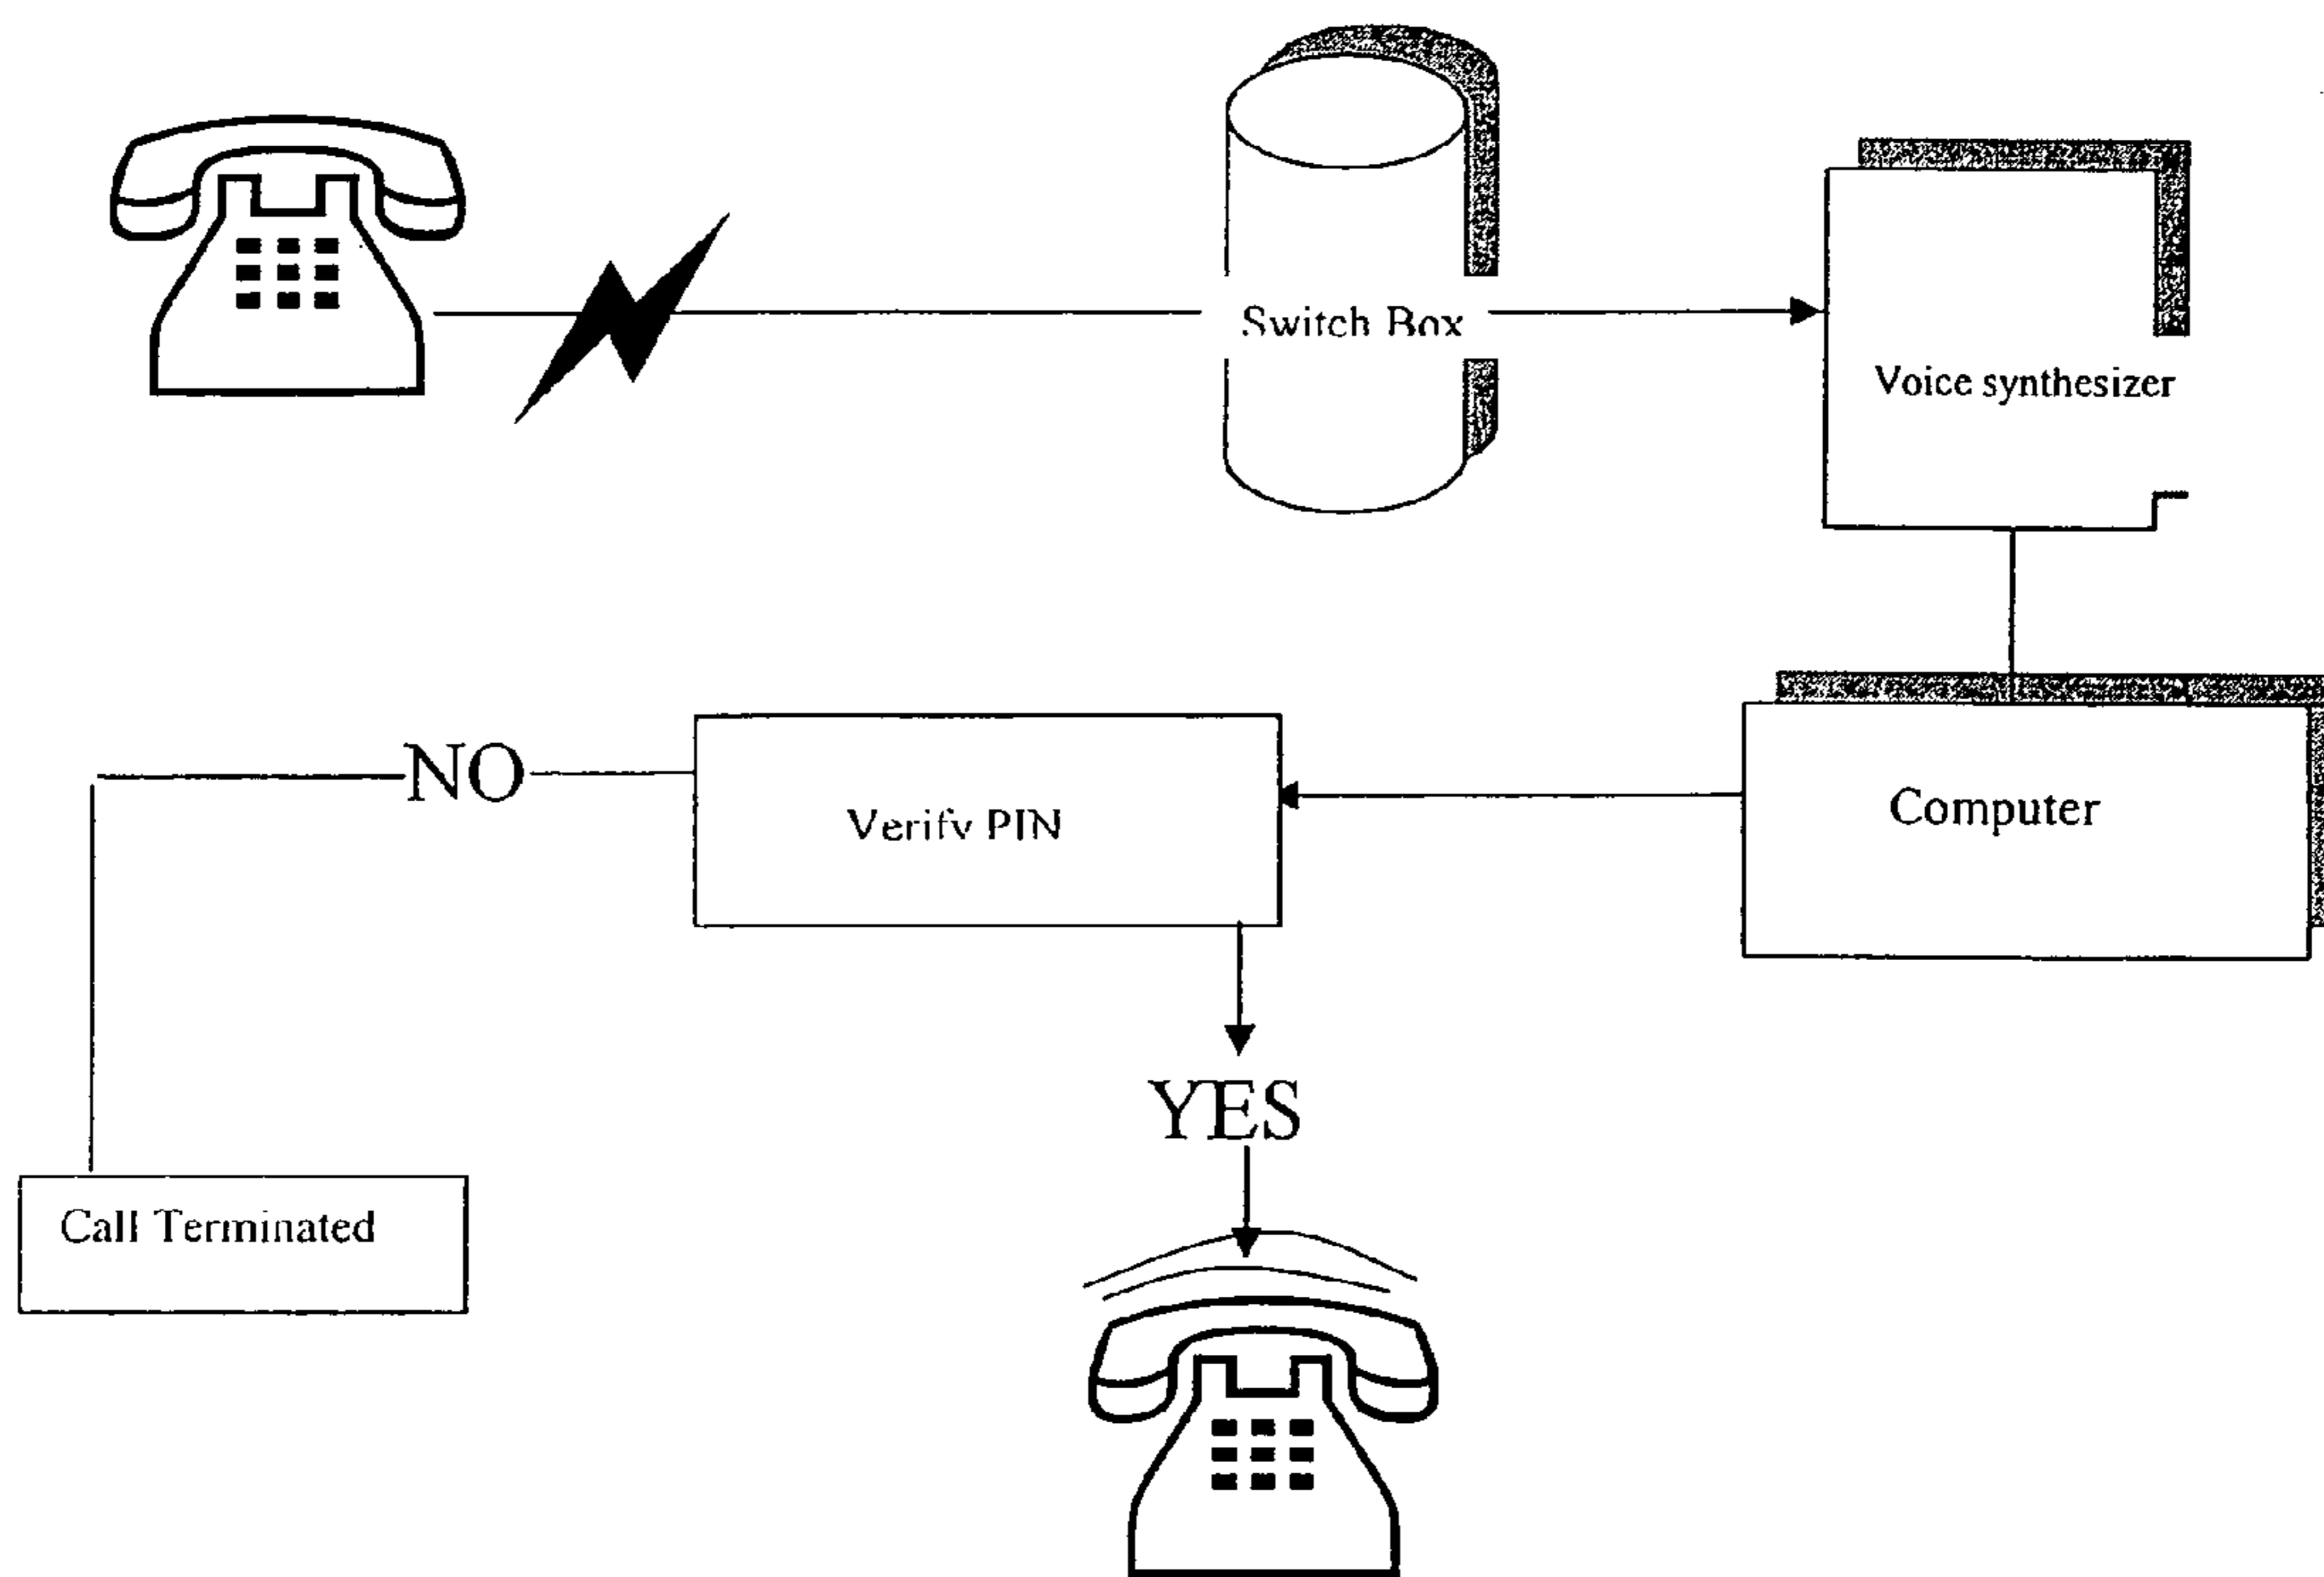 Switch Box
Voice synthesizer
NO
Verify PIN
Computer
YES
Call Terminated